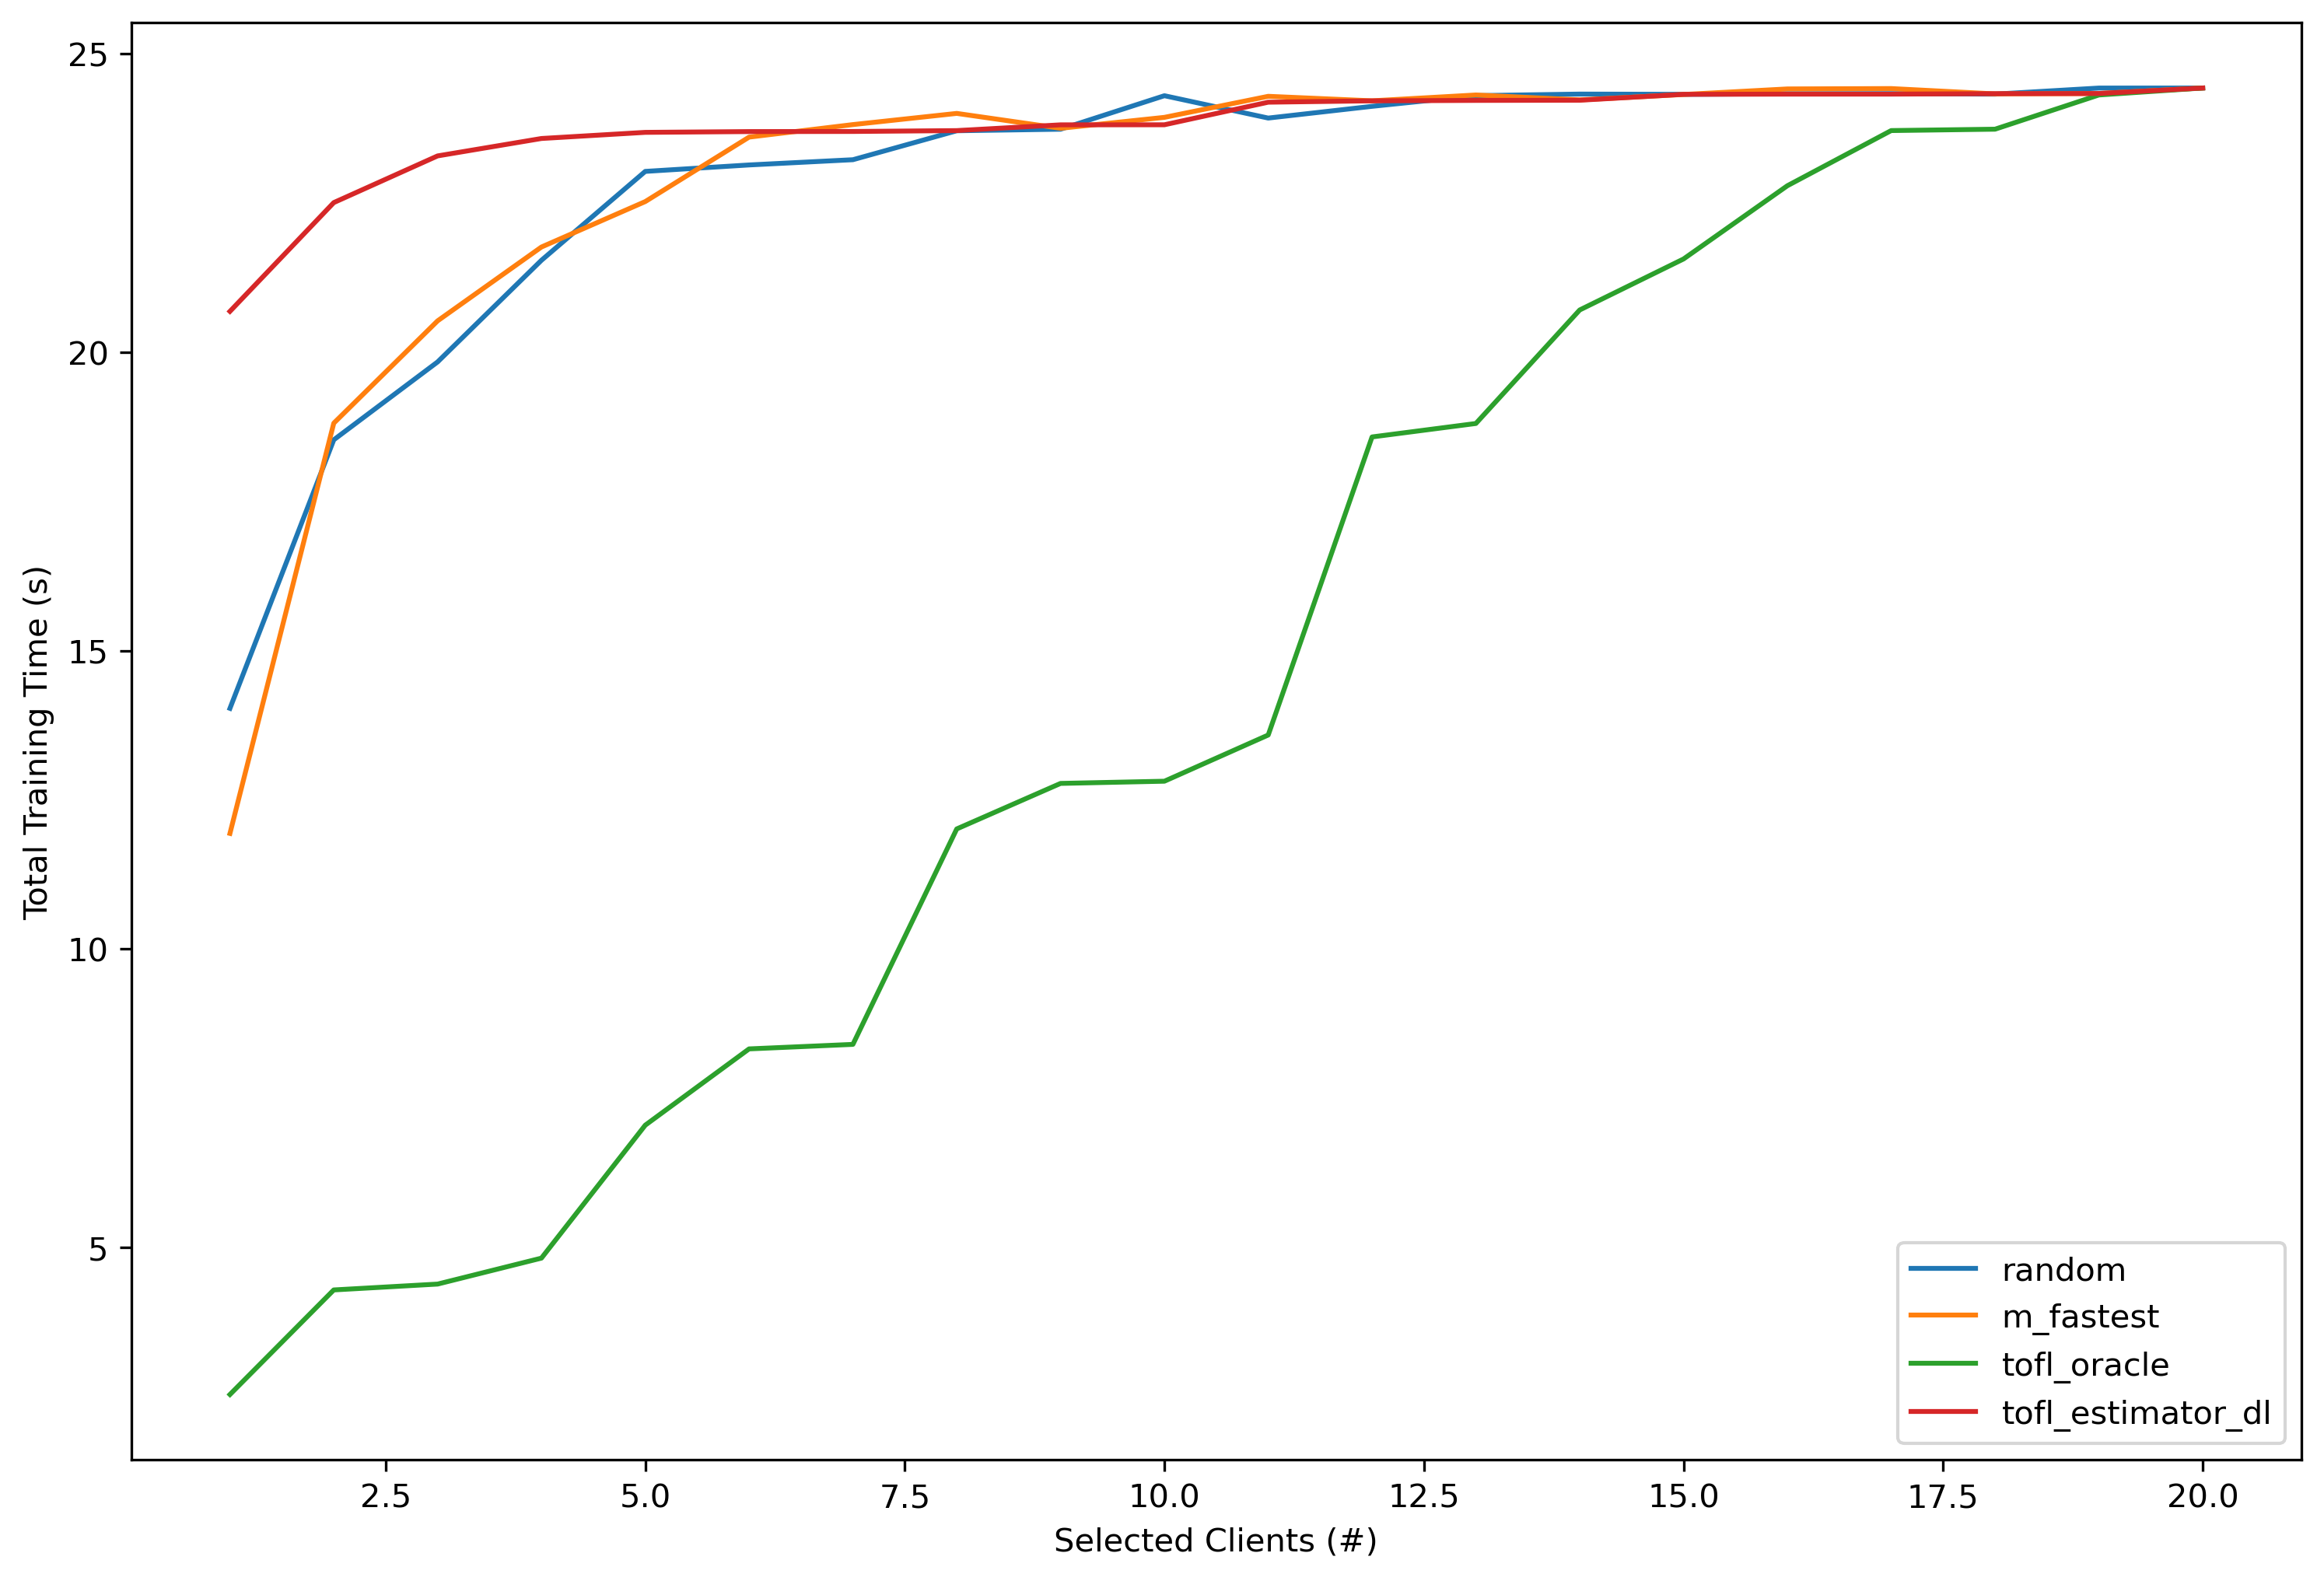 25
20
15
10
5
Total Training Time (s)
2.5 5.0 7.5 10.0 12.5 15.0 17.5 20.0
Selected Clients (#)
random
m_fastest
tofl_oracle
tofl_estimator_dl